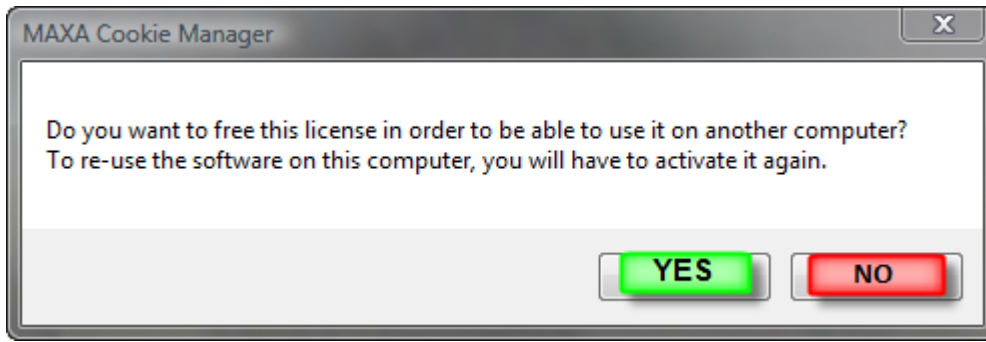 MAXA Cookie Manager
Do you want to free this license in order to be able to use it on another computer?
To re-use the software on this computer, you will have to activate it again.
YES NO